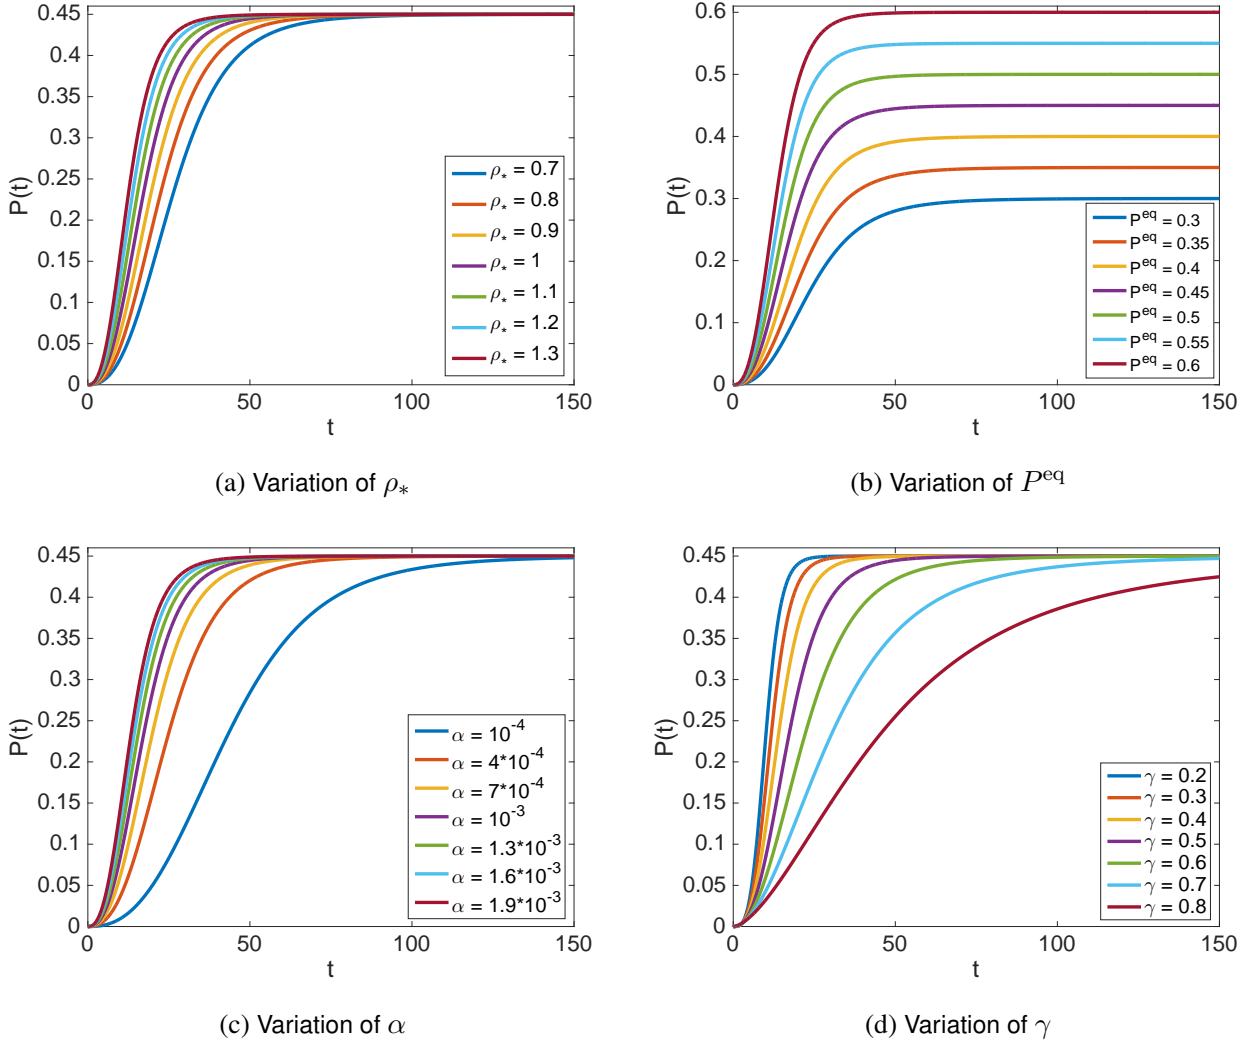 0.45
0.4
0.35
0.3
0.25
0.2
0.15
0.1
0.05
0
P(t)
0 50 100 150
t
ρ* = 0.7
ρ* = 0.8
ρ* = 0.9
ρ* = 1
ρ* = 1.1
ρ* = 1.2
ρ* = 1.3
(a) Variation of ρ*
0.6
0.5
0.4
0.3
0.2
0.1
0
P(t)
0 50 100 150
t
P^eq = 0.3
P^eq = 0.35
P^eq = 0.4
P^eq = 0.45
P^eq = 0.5
P^eq = 0.55
P^eq = 0.6
(b) Variation of P^eq
0.45
0.4
0.35
0.3
0.25
0.2
0.15
0.1
0.05
0
P(t)
0 50 100 150
t
α = 10^-4
α = 4*10^-4
α = 7*10^-4
α = 10^-3
α = 1.3*10^-3
α = 1.6*10^-3
α = 1.9*10^-3
(c) Variation of α
0.45
0.4
0.35
0.3
0.25
0.2
0.15
0.1
0.05
0
P(t)
0 50 100 150
t
γ = 0.2
γ = 0.3
γ = 0.4
γ = 0.5
γ = 0.6
γ = 0.7
γ = 0.8
(d) Variation of γ